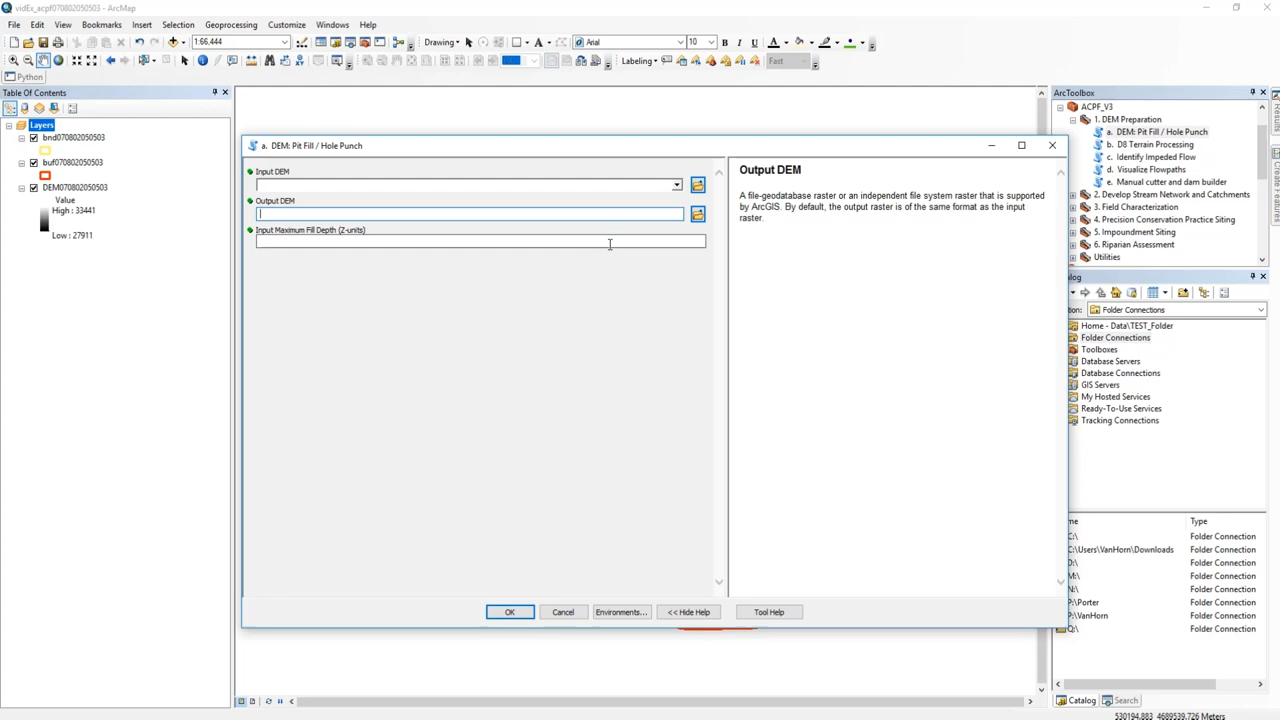 vidEx_acpf070802050503 - ArcMap
File Edit View Bookmarks Insert Selection Geoprocessing Customize Windows Help
1:66,444 Drawing Arial 10 B I U A
Labeling Fast
Python
Table Of Contents
Layers
bnd070802050503
buf070802050503
DEM070802050503
Value
High : 33441
Low : 27911
a. DEM: Pit Fill / Hole Punch
Input DEM
Output DEM
Input Maximum Fill Depth (Z-units)
OK Cancel Environments... << Hide Help Tool Help
Output DEM
A file-geodatabase raster or an independent file system raster that is supported
by ArcGIS. By default, the output raster is of the same format as the input
raster.
ArcToolbox
ACPF_V3
1. DEM Preparation
a. DEM: Pit Fill / Hole Punch
b. D8 Terrain Processing
c. Identify Impeded Flow
d. Visualize Flowpaths
e. Manual cutter and dam builder
2. Develop Stream Network and Catchments
3. Field Characterization
4. Precision Conservation Practice Siting
5. Impoundment Siting
6. Riparian Assessment
Utilities
alog
ion: Folder Connections
Home - Data\TEST_Folder
Folder Connections
Toolboxes
Database Servers
Database Connections
GIS Servers
My Hosted Services
Ready-To-Use Services
Tracking Connections
me Type
C:\ Folder Connection
C:\Users\VanHorn\Downloads Folder Connection
D:\ Folder Connection
M:\ Folder Connection
N:\ Folder Connection
P:\Porter Folder Connection
P:\VanHorn Folder Connection
Q:\ Folder Connection
Catalog Search
530194.883 4689539.726 Meters
Results
Create Features